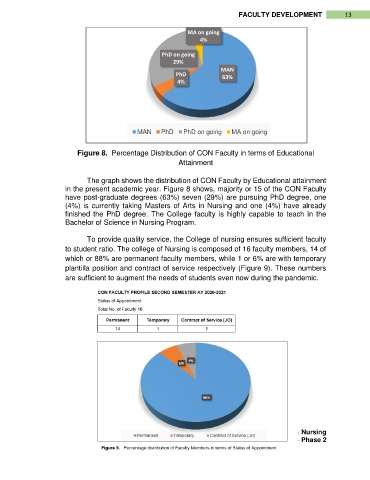 FACULTY DEVELOPMENT 13
MA on going
4%
PhD on going
29%
PhD
4%
MAN
63%
MAN PhD PhD on going MA on going
Figure 8. Percentage Distribution of CON Faculty in terms of Educational
Attainment
The graph shows the distribution of CON Faculty by Educational attainment
in the present academic year. Figure 8 shows, majority or 15 of the CON Faculty
have post-graduate degrees (63%) seven (29%) are pursuing PhD degree, one
(4%) is currently taking Masters of Arts in Nursing and one (4%) have already
finished the PhD degree. The College faculty is highly capable to teach in the
Bachelor of Science in Nursing Program.
To provide quality service, the College of nursing ensures sufficient faculty
to student ratio. The college of Nursing is composed of 16 faculty members, 14 of
which or 88% are permanent faculty members, while 1 or 6% are with temporary
plantilla position and contract of service respectively (Figure 9). These numbers
are sufficient to augment the needs of students even now during the pandemic.
CON FACULTY PROFILE SECOND SEMESTER AY 2020-2021
Status of Appointment
Total No. of Faculty 16
Permanent Temporary Contract of Service (JO)
14 1 1
6% 6%
88%
Permanent Temporary Contract of Service (JO)
Nursing
Phase 2
Figure 9. Percentage distribution of Faculty Members in terms of Status of Appointment